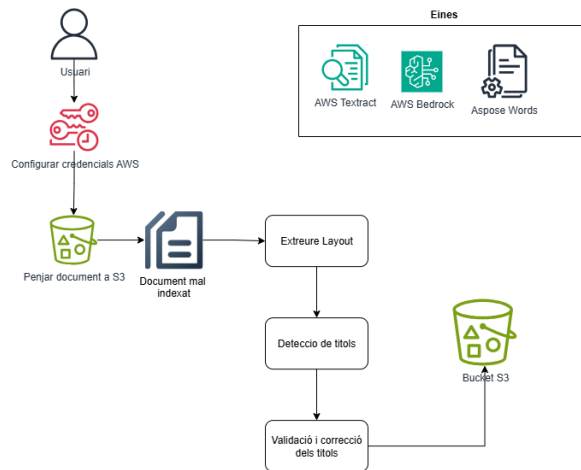 Eines
AWS Textract
AWS Bedrock
Aspose Words
Usuari
Configurar credencials AWS
Penjar document a S3
Document mal
indexat
Extreure Layout
Deteccio de titols
Validació i correcció
dels titols
Bucket S3